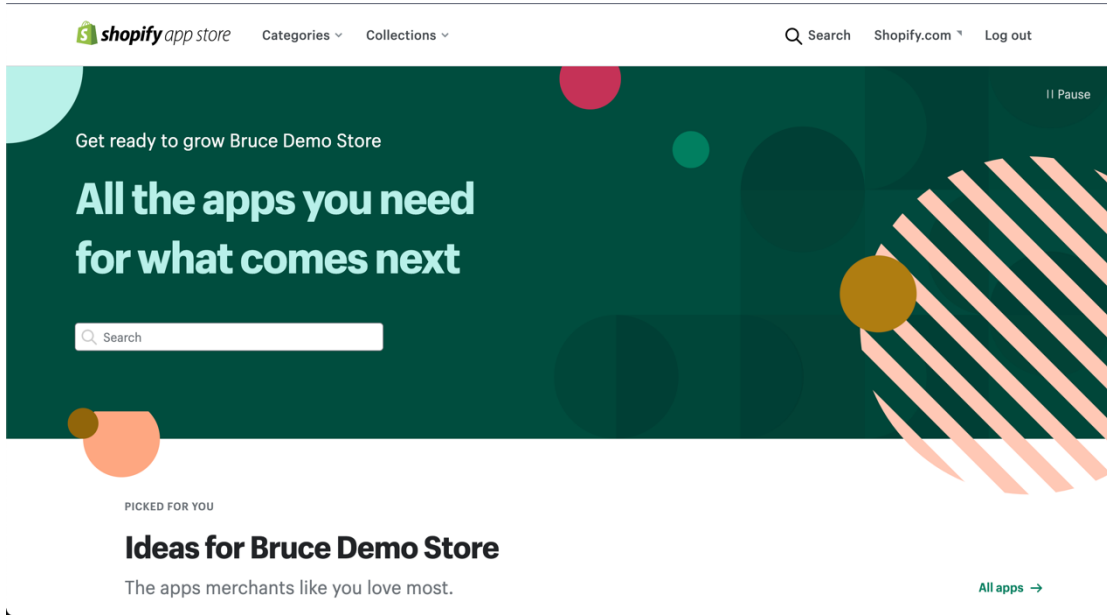 shopify app store Categories Collections Search Shopify.com Log out
Pause
Get ready to grow Bruce Demo Store
All the apps you need
for what comes next
Search
PICKED FOR YOU
Ideas for Bruce Demo Store
The apps merchants like you love most.
All apps →